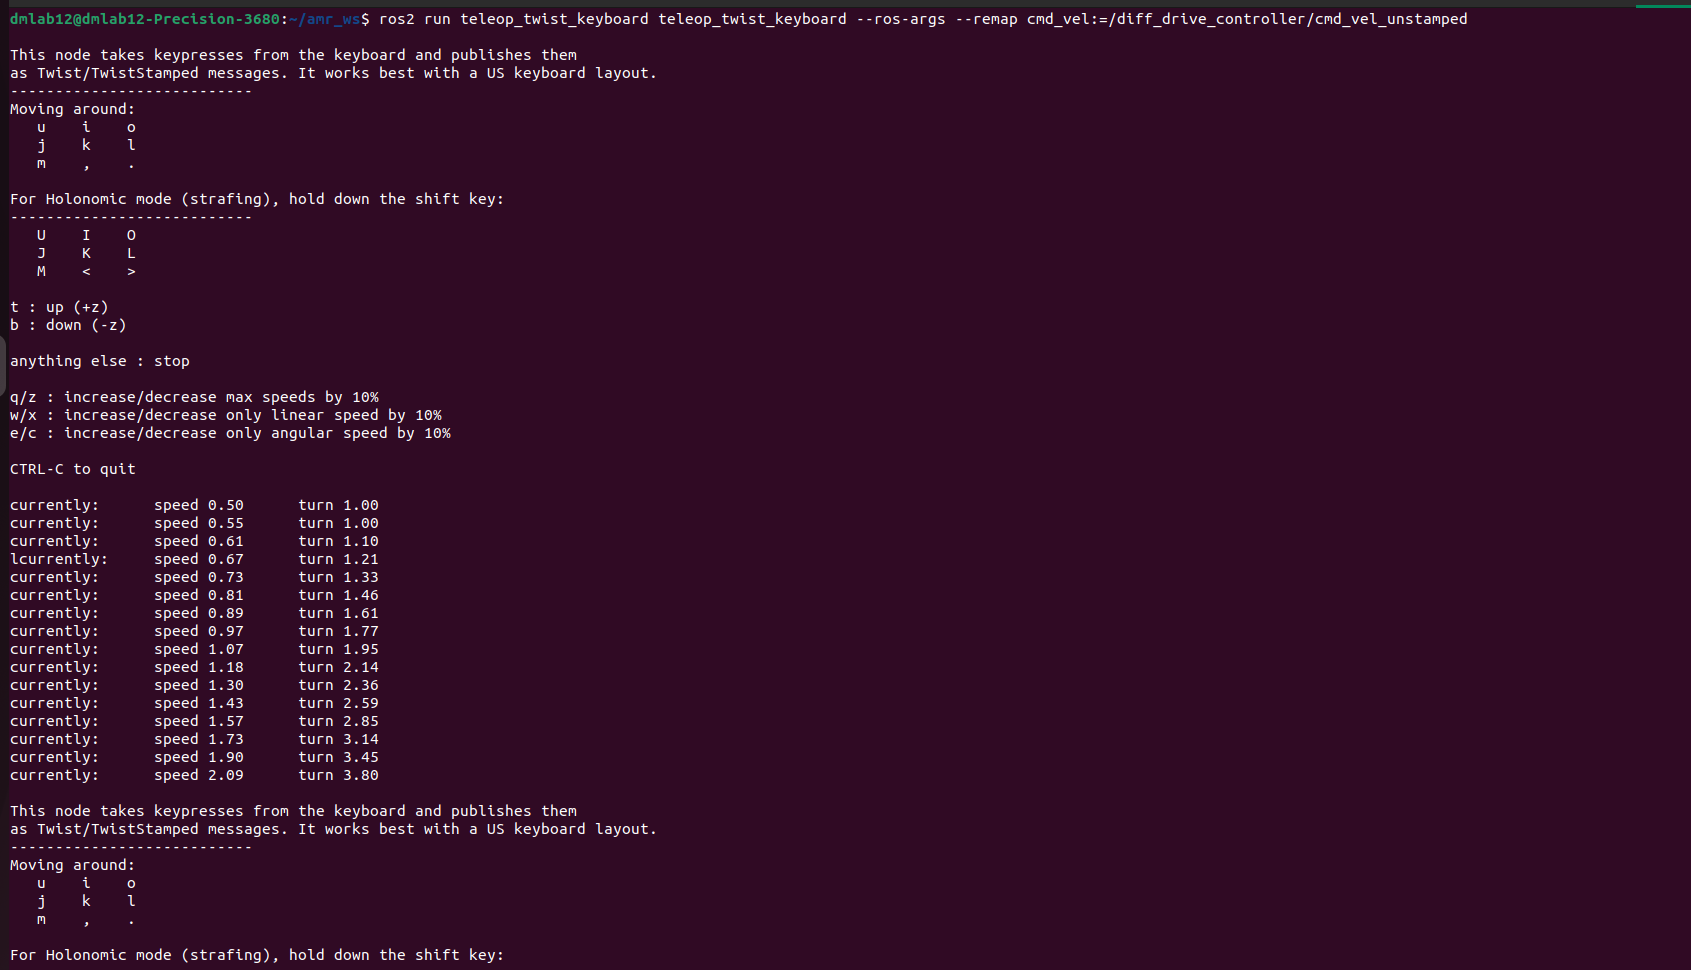 dmlab12@dmlab12-Precision-3680:~/amr_ws$ ros2 run teleop_twist_keyboard teleop_twist_keyboard --ros-args --remap cmd_vel:=/diff_drive_controller/cmd_vel_unstamped

This node takes keypresses from the keyboard and publishes them
as Twist/TwistStamped messages. It works best with a US keyboard layout.
---------------------------
Moving around:
   u    i    o
   j    k    l
   m    ,    .

For Holonomic mode (strafing), hold down the shift key:
---------------------------
   U    I    O
   J    K    L
   M    <    >

t : up (+z)
b : down (-z)

anything else : stop

q/z : increase/decrease max speeds by 10%
w/x : increase/decrease only linear speed by 10%
e/c : increase/decrease only angular speed by 10%

CTRL-C to quit

currently:      speed 0.50      turn 1.00
currently:      speed 0.55      turn 1.00
currently:      speed 0.61      turn 1.10
lcurrently:     speed 0.67      turn 1.21
currently:      speed 0.73      turn 1.33
currently:      speed 0.81      turn 1.46
currently:      speed 0.89      turn 1.61
currently:      speed 0.97      turn 1.77
currently:      speed 1.07      turn 1.95
currently:      speed 1.18      turn 2.14
currently:      speed 1.30      turn 2.36
currently:      speed 1.43      turn 2.59
currently:      speed 1.57      turn 2.85
currently:      speed 1.73      turn 3.14
currently:      speed 1.90      turn 3.45
currently:      speed 2.09      turn 3.80

This node takes keypresses from the keyboard and publishes them
as Twist/TwistStamped messages. It works best with a US keyboard layout.
---------------------------
Moving around:
   u    i    o
   j    k    l
   m    ,    .

For Holonomic mode (strafing), hold down the shift key: